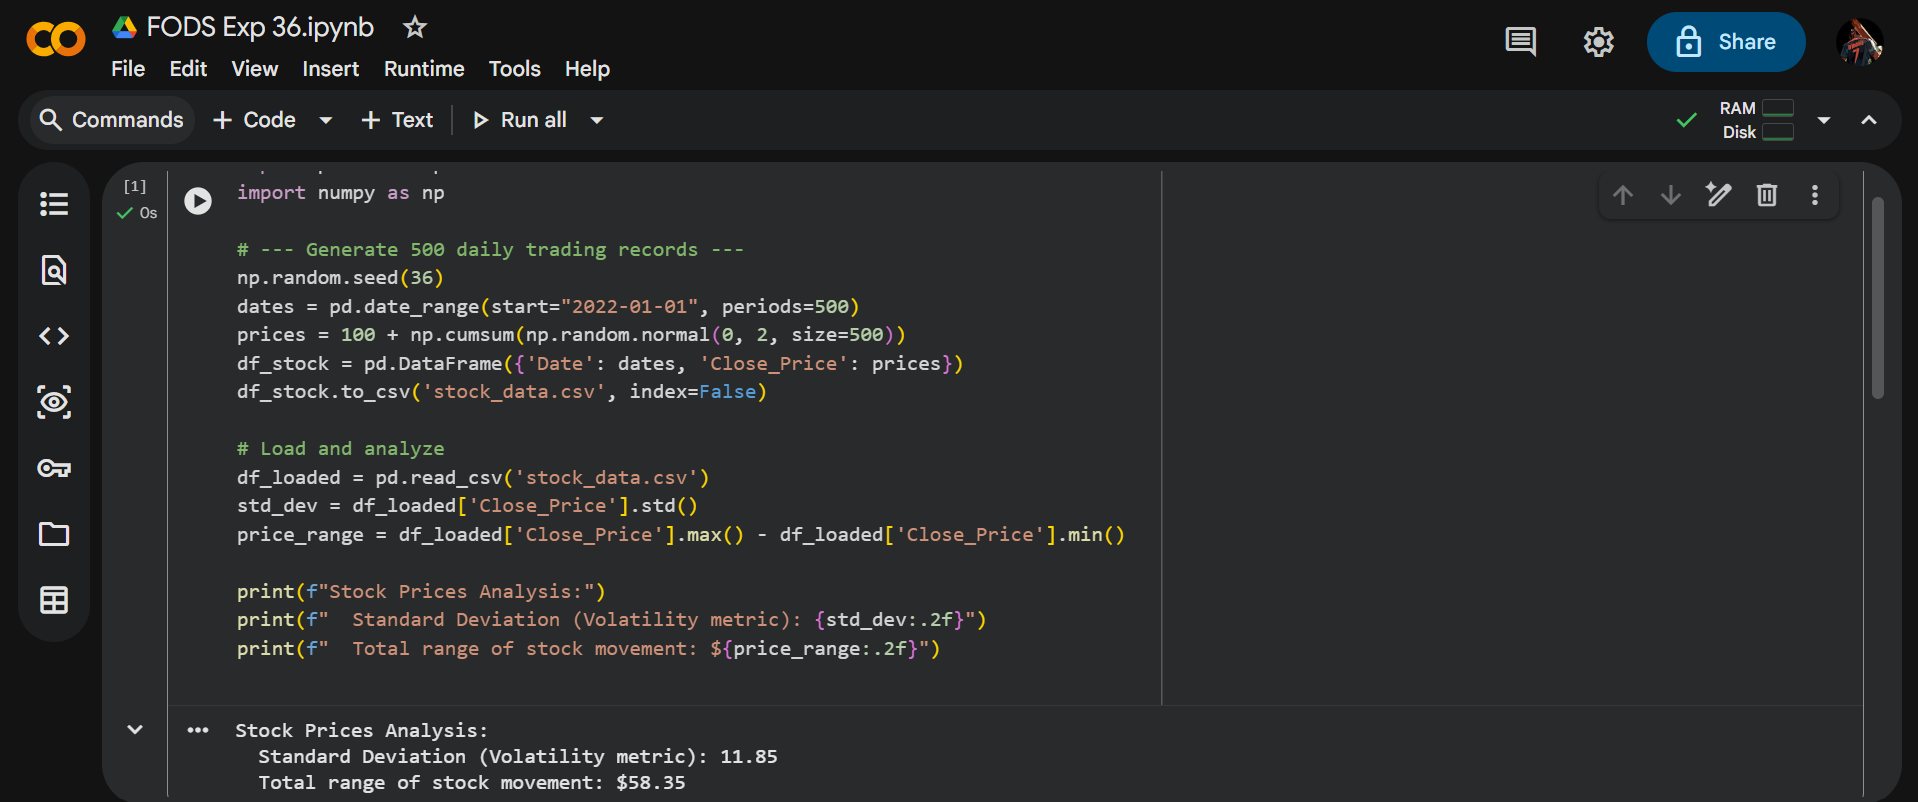 FODS Exp 36.ipynb
File Edit View Insert Runtime Tools Help
Share
Commands + Code + Text Run all
RAM
Disk
[1]
0s
import numpy as np
# --- Generate 500 daily trading records ---
np.random.seed(36)
dates = pd.date_range(start="2022-01-01", periods=500)
prices = 100 + np.cumsum(np.random.normal(0, 2, size=500))
df_stock = pd.DataFrame({'Date': dates, 'Close_Price': prices})
df_stock.to_csv('stock_data.csv', index=False)
# Load and analyze
df_loaded = pd.read_csv('stock_data.csv')
std_dev = df_loaded['Close_Price'].std()
price_range = df_loaded['Close_Price'].max() - df_loaded['Close_Price'].min()
print(f"Stock Prices Analysis:")
print(f"  Standard Deviation (Volatility metric): {std_dev:.2f}")
print(f"  Total range of stock movement: ${price_range:.2f}")
Stock Prices Analysis:
  Standard Deviation (Volatility metric): 11.85
  Total range of stock movement: $58.35